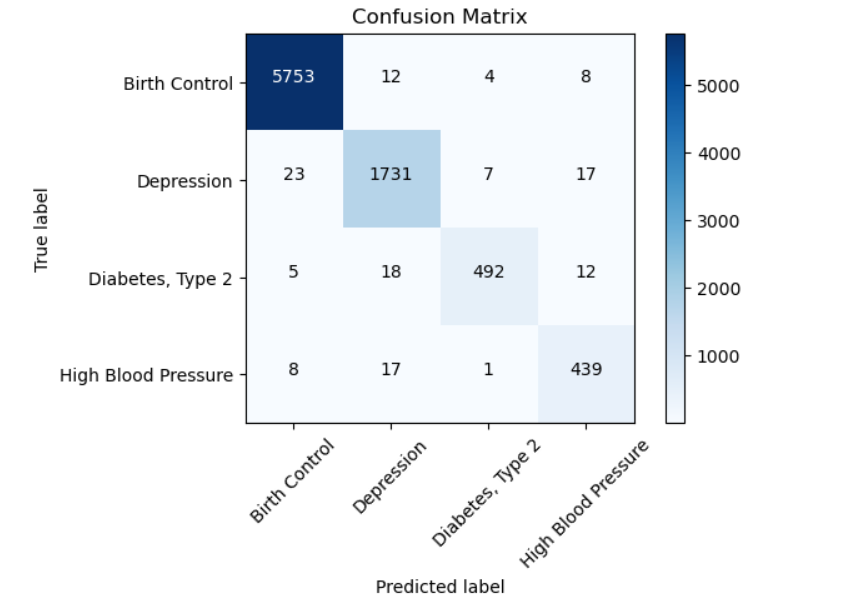 Confusion Matrix
Birth Control 5753 12 4 8
Depression 23 1731 7 17
Diabetes, Type 2 5 18 492 12
High Blood Pressure 8 17 1 439
True label
Birth Control
Depression
Diabetes, Type 2
High Blood Pressure
Predicted label
5000
4000
3000
2000
1000